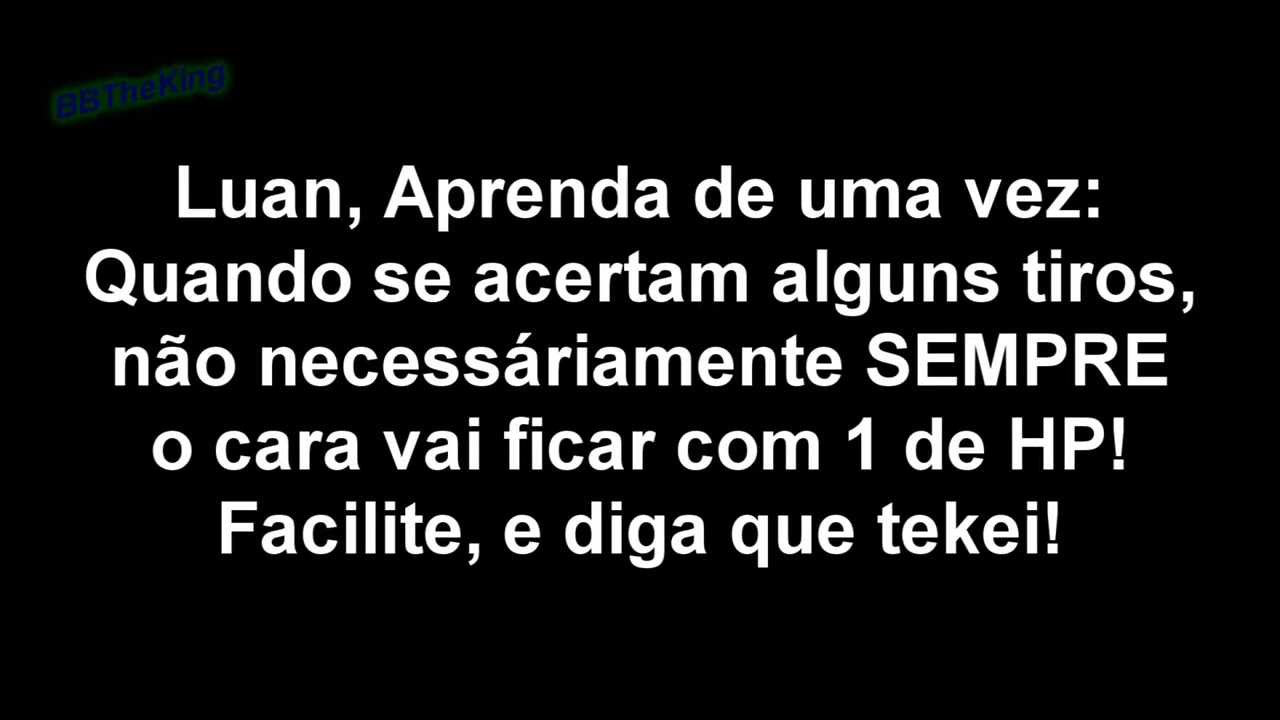 BBTheKing
Luan, Aprenda de uma vez:
Quando se acertam alguns tiros,
não necessáriamente SEMPRE
o cara vai ficar com 1 de HP!
Facilite, e diga que tekei!